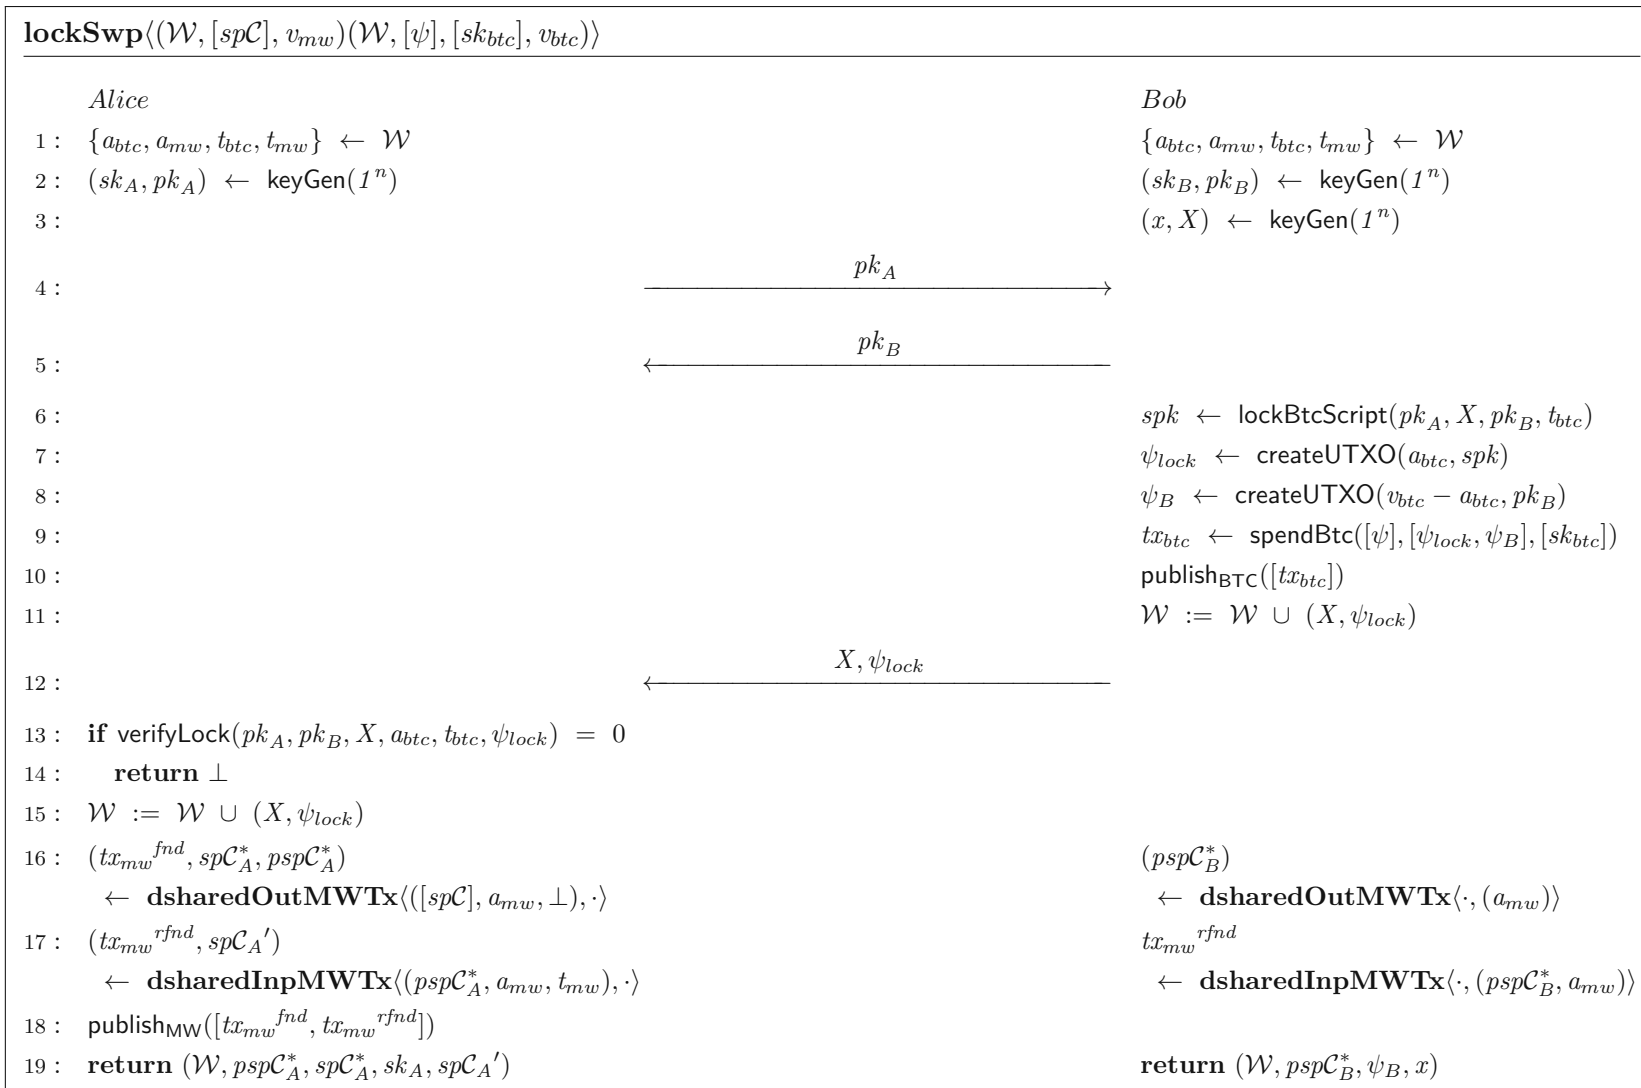 lockSwp⟨(𝒲, [sp𝒞], v_mw)(𝒲, [ψ], [sk_btc], v_btc)⟩
Alice Bob
1 : {a_btc, a_mw, t_btc, t_mw} ← 𝒲 {a_btc, a_mw, t_btc, t_mw} ← 𝒲
2 : (sk_A, pk_A) ← keyGen(1^n) (sk_B, pk_B) ← keyGen(1^n)
3 : (x, X) ← keyGen(1^n)
4 : pk_A
5 : pk_B
6 : spk ← lockBtcScript(pk_A, X, pk_B, t_btc)
7 : ψ_lock ← createUTXO(a_btc, spk)
8 : ψ_B ← createUTXO(v_btc − a_btc, pk_B)
9 : tx_btc ← spendBtc([ψ], [ψ_lock, ψ_B], [sk_btc])
10 : publish_BTC([tx_btc])
11 : 𝒲 := 𝒲 ∪ (X, ψ_lock)
12 : X, ψ_lock
13 : if verifyLock(pk_A, pk_B, X, a_btc, t_btc, ψ_lock) = 0
14 : return ⊥
15 : 𝒲 := 𝒲 ∪ (X, ψ_lock)
16 : (tx_mw^fnd, sp𝒞*_A, psp𝒞*_A) (psp𝒞*_B)
← dsharedOutMWTx⟨([sp𝒞], a_mw, ⊥), ·⟩ ← dsharedOutMWTx⟨·, (a_mw)⟩
17 : (tx_mw^rfnd, sp𝒞_A′) tx_mw^rfnd
← dsharedInpMWTx⟨(psp𝒞*_A, a_mw, t_mw), ·⟩ ← dsharedInpMWTx⟨·, (psp𝒞*_B, a_mw)⟩
18 : publish_MW([tx_mw^fnd, tx_mw^rfnd])
19 : return (𝒲, psp𝒞*_A, sp𝒞*_A, sk_A, sp𝒞_A′) return (𝒲, psp𝒞*_B, ψ_B, x)